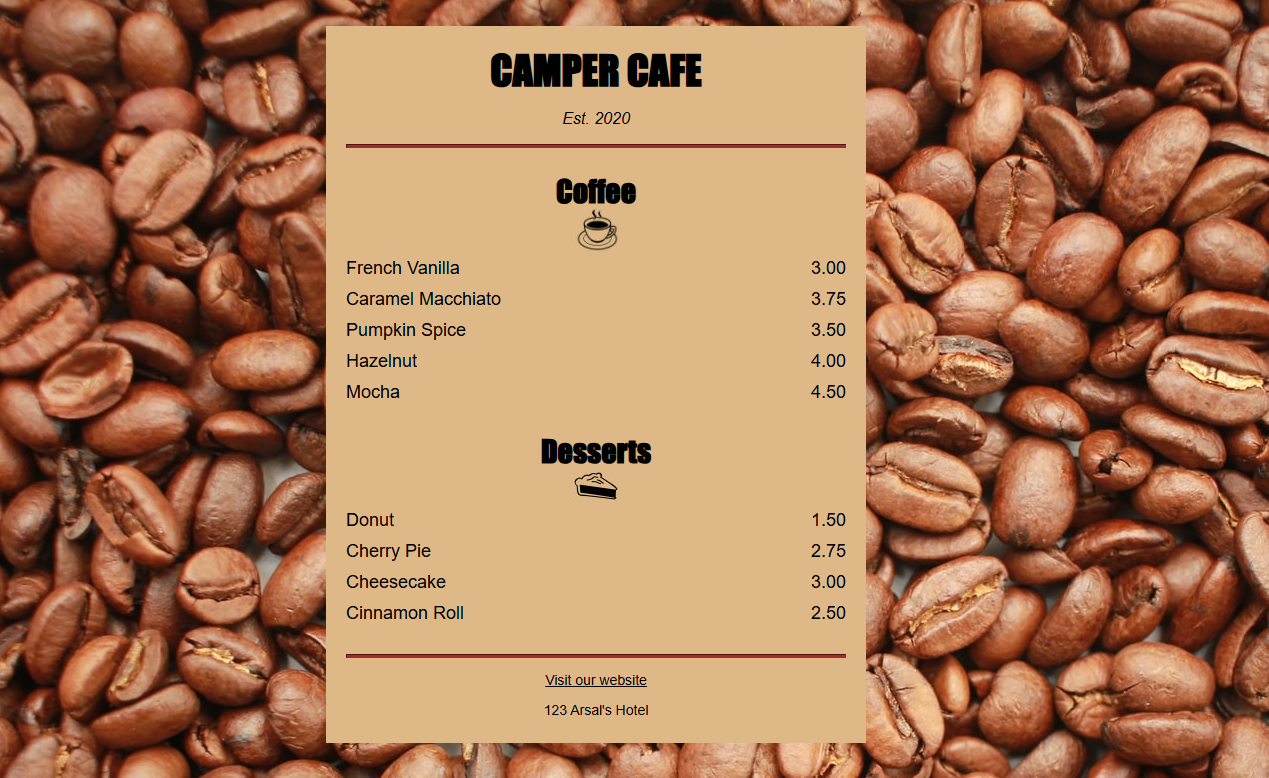 CAMPER CAFE
Est. 2020
Coffee
French Vanilla 3.00
Caramel Macchiato 3.75
Pumpkin Spice 3.50
Hazelnut 4.00
Mocha 4.50
Desserts
Donut 1.50
Cherry Pie 2.75
Cheesecake 3.00
Cinnamon Roll 2.50
Visit our website
123 Arsal's Hotel